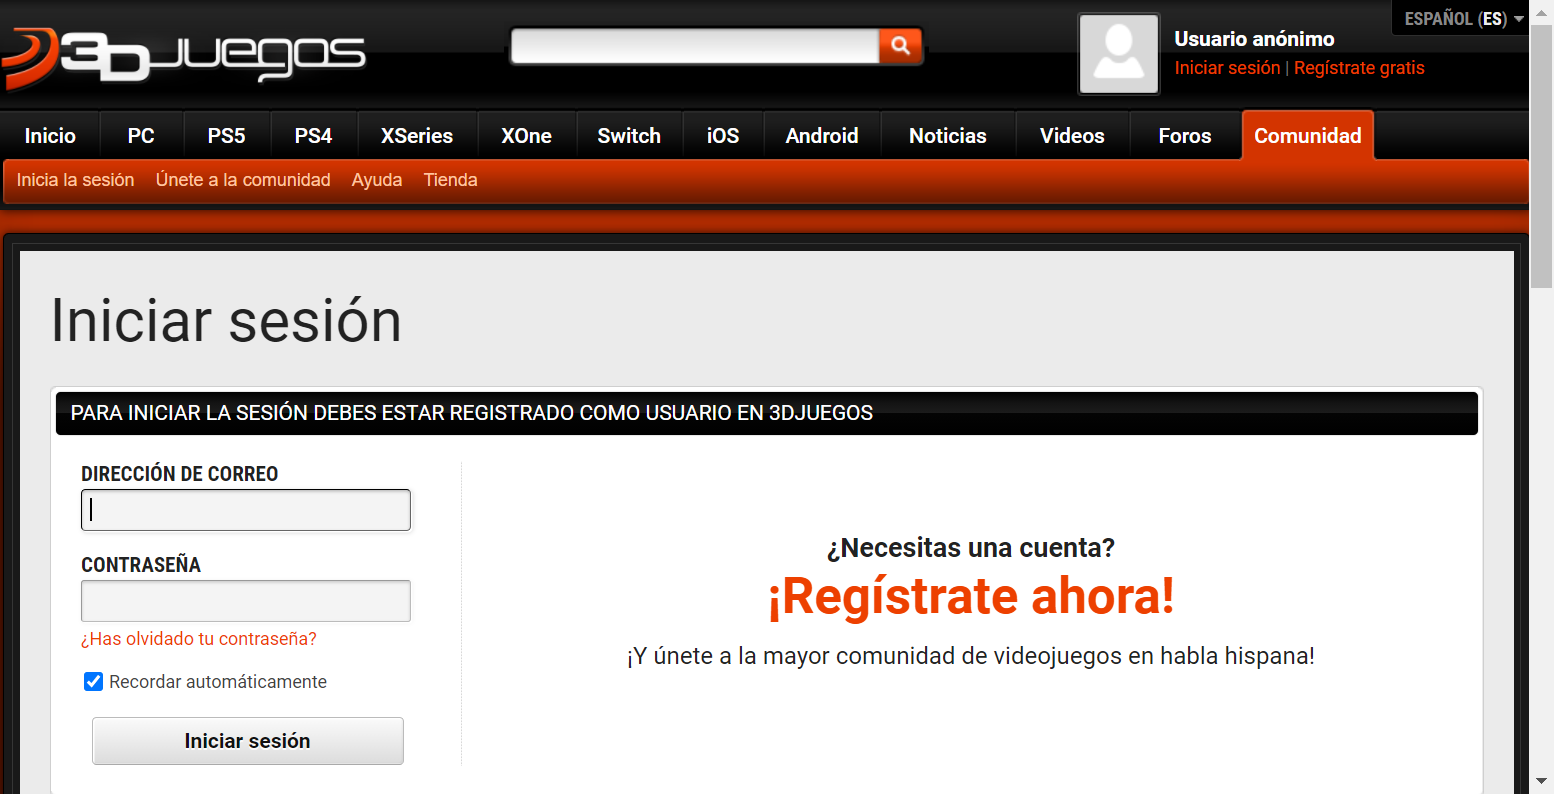 3DJUEGOS
ESPAÑOL (ES)
Usuario anónimo
Iniciar sesión | Regístrate gratis
Inicio PC PS5 PS4 XSeries XOne Switch iOS Android Noticias Videos Foros Comunidad
Inicia la sesión Únete a la comunidad Ayuda Tienda
Iniciar sesión
PARA INICIAR LA SESIÓN DEBES ESTAR REGISTRADO COMO USUARIO EN 3DJUEGOS
DIRECCIÓN DE CORREO
CONTRASEÑA
¿Has olvidado tu contraseña?
Recordar automáticamente
Iniciar sesión
¿Necesitas una cuenta?
¡Regístrate ahora!
¡Y únete a la mayor comunidad de videojuegos en habla hispana!